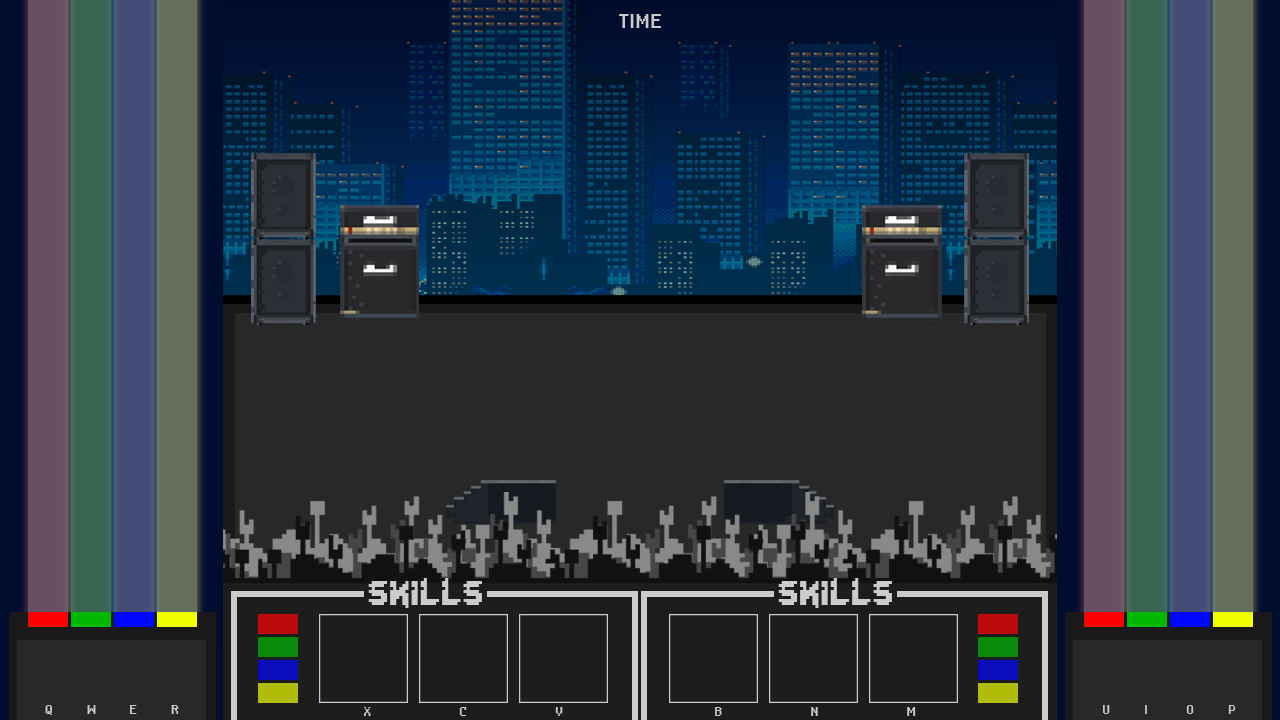 TIME
SKILLS SKILLS
Q W E R
X C V
B N M
U I O P